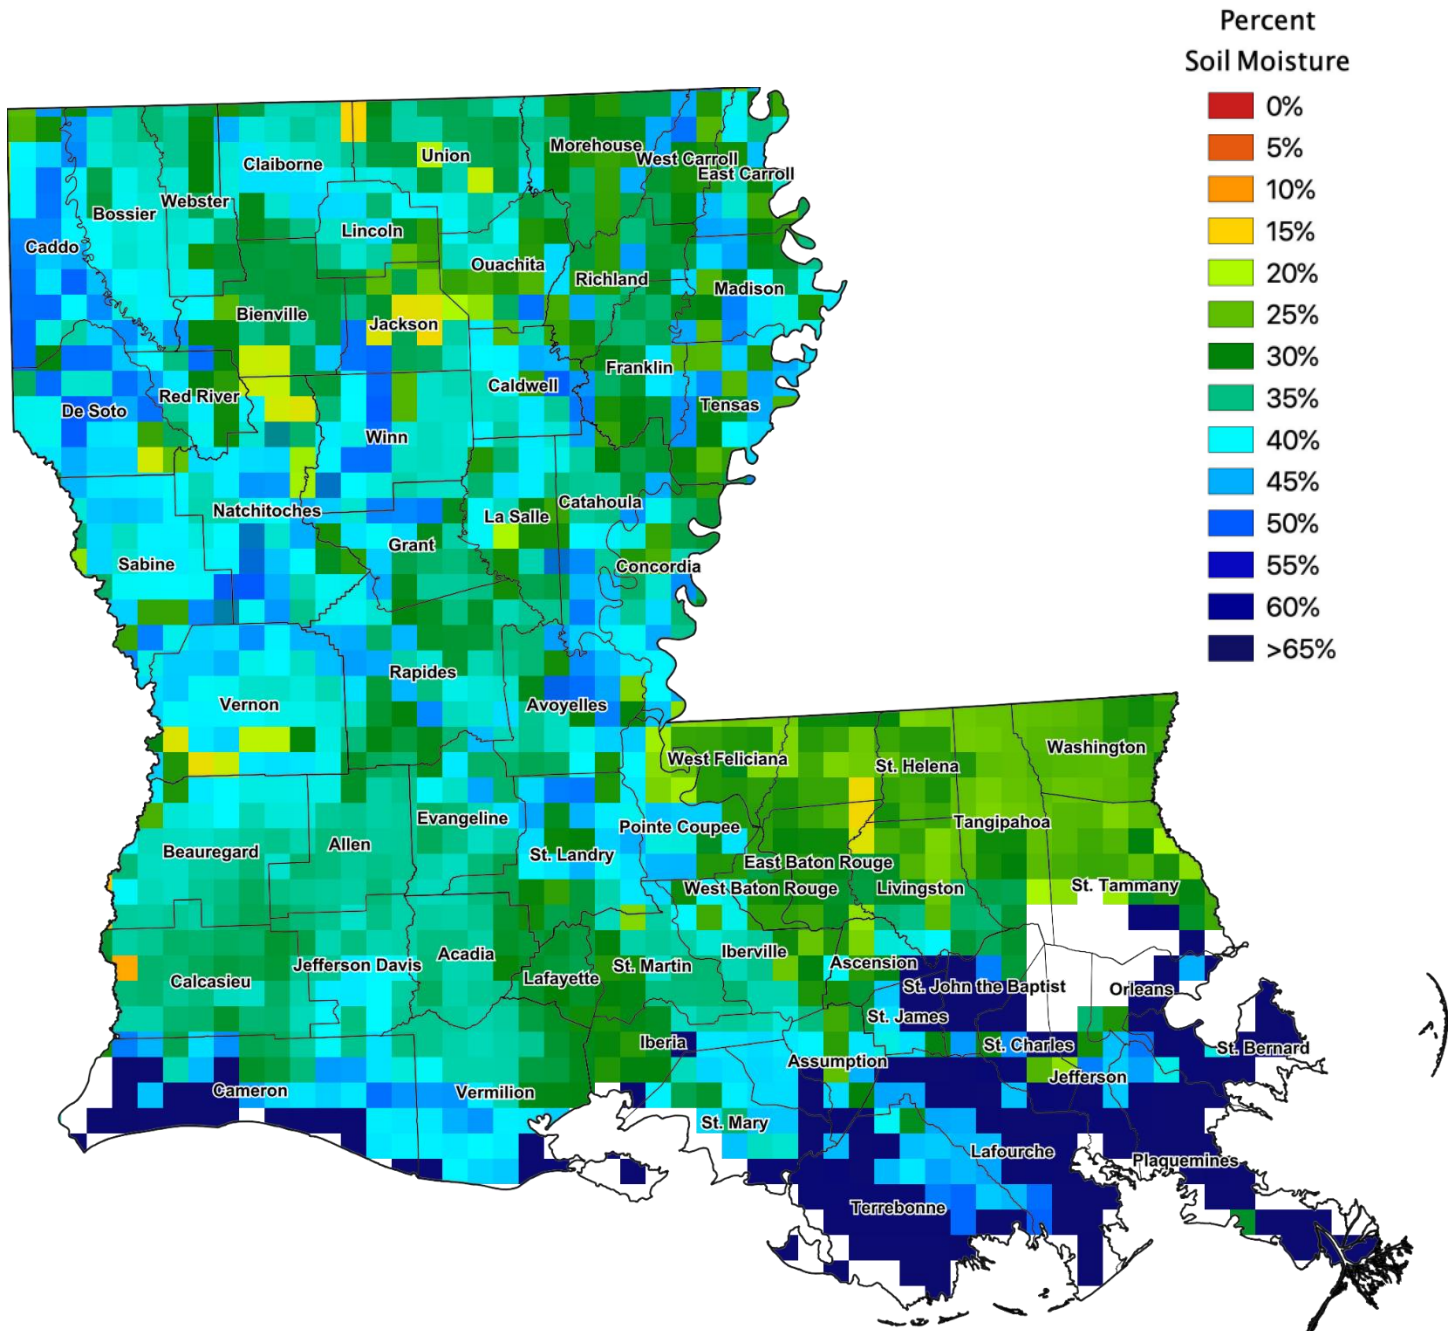 Percent
Soil Moisture
0%
5%
10%
15%
20%
25%
30%
35%
40%
45%
50%
55%
60%
>65%
Union
Morehouse
West Carroll
East Carroll
Claiborne
Webster
Bossier
Lincoln
Caddo
Ouachita
Richland
Madison
Bienville
Jackson
Franklin
Caldwell
Red River
De Soto
Tensas
Winn
Natchitoches
Catahoula
La Salle
Grant
Sabine
Concordia
Rapides
Vernon
Avoyelles
West Feliciana
St. Helena
Washington
Evangeline
Pointe Coupee
Tangipahoa
Beauregard
Allen
St. Landry
East Baton Rouge
West Baton Rouge
Livingston
St. Tammany
Acadia
Iberville
Jefferson Davis
St. Martin
Ascension
Calcasieu
Lafayette
St. John the Baptist
Orleans
St. James
Iberia
St. Charles
St. Bernard
Assumption
Jefferson
Cameron
Vermilion
St. Mary
Lafourche
Plaquemines
Terrebonne